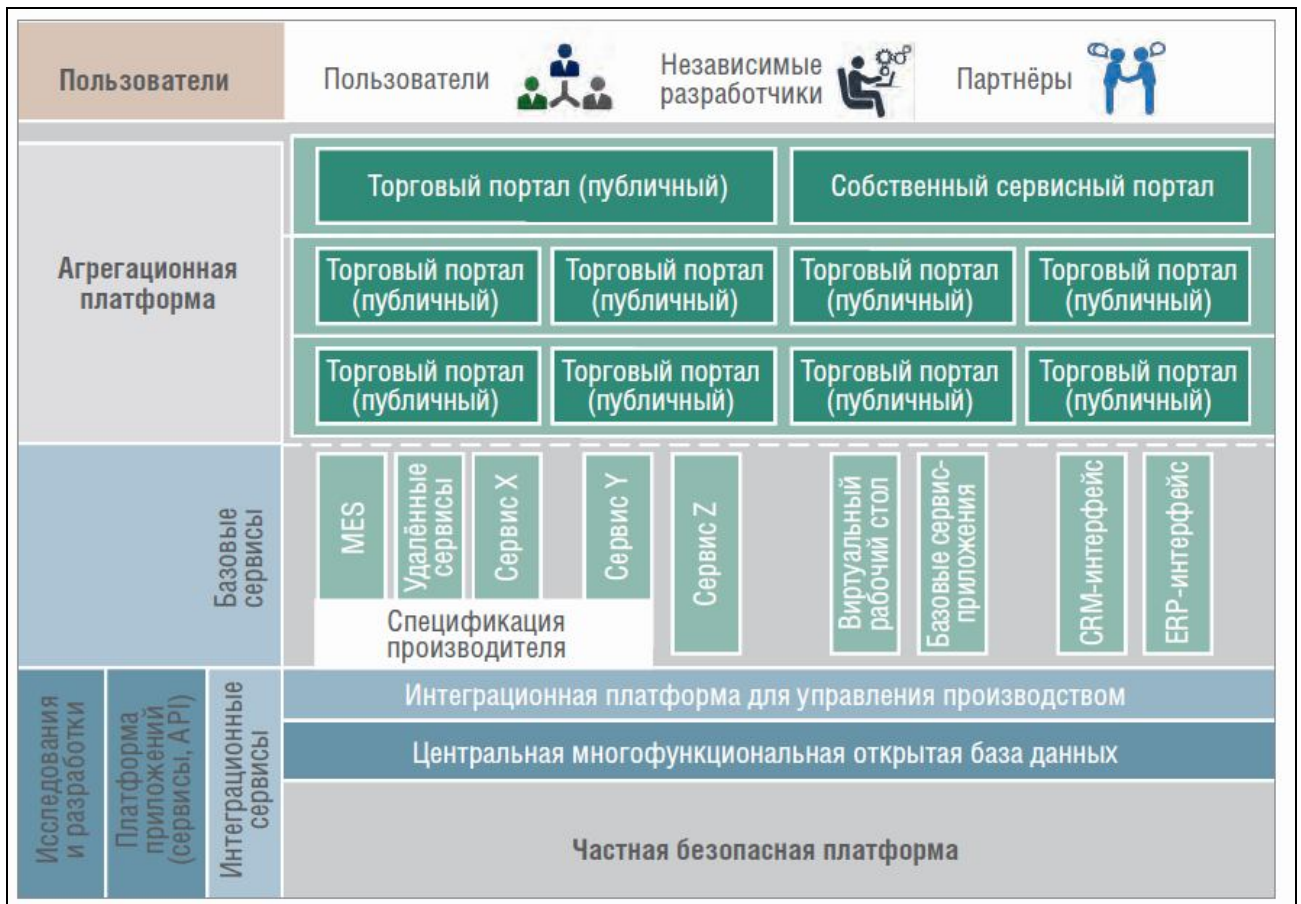 Пользователи
Пользователи
Независимые
разработчики
Партнёры
Агрегационная
платформа
Торговый портал (публичный)
Собственный сервисный портал
Торговый портал
(публичный)
Торговый портал
(публичный)
Торговый портал
(публичный)
Торговый портал
(публичный)
Торговый портал
(публичный)
Торговый портал
(публичный)
Торговый портал
(публичный)
Торговый портал
(публичный)
Базовые
сервисы
MES
Удалённые
сервисы
Сервис X
Сервис Y
Сервис Z
Виртуальный
рабочий стол
Базовые сервис-
приложения
CRM-интерфейс
ERP-интерфейс
Спецификация
производителя
Исследования
и разработки
Платформа
приложений
(сервисы, API)
Интеграционные
сервисы
Интеграционная платформа для управления производством
Центральная многофункциональная открытая база данных
Частная безопасная платформа